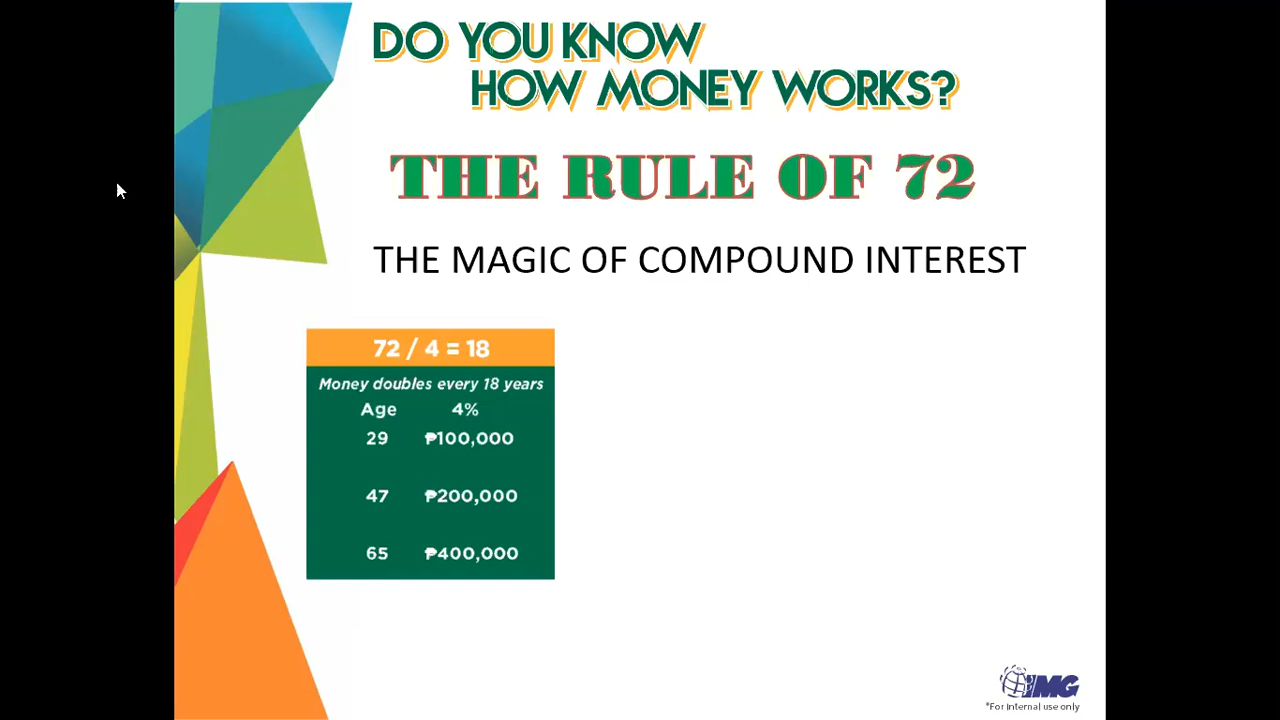 DO YOU KNOW
HOW MONEY WORKS?
THE RULE OF 72
THE MAGIC OF COMPOUND INTEREST
72 / 4 = 18
Money doubles every 18 years
Age 4%
29 ₱100,000
47 ₱200,000
65 ₱400,000
IMG
*For internal use only